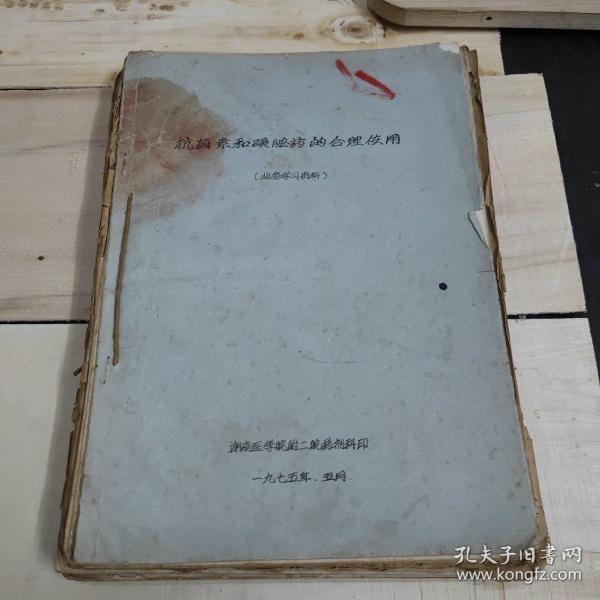 抗菌素和磺胺药的合理使用
（业务学习资料）
湖南医学院附二院药剂科印
一九七五年.五月
孔夫子旧书网
www.kongfz.com